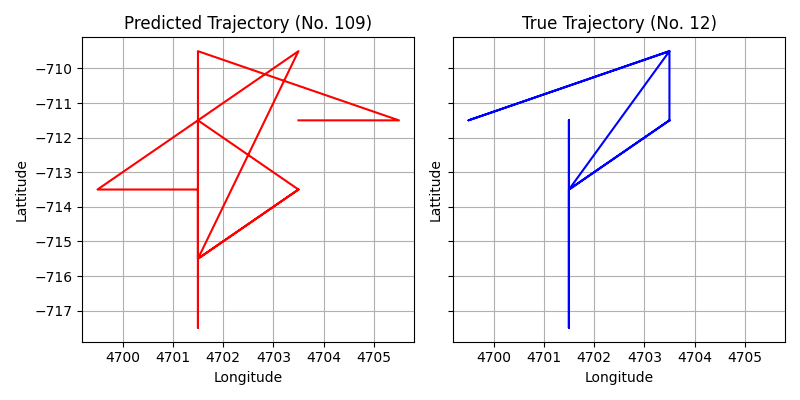 Predicted Trajectory (No. 109)
True Trajectory (No. 12)
Lattitude
−710
−711
−712
−713
−714
−715
−716
−717
4700 4701 4702 4703 4704 4705
Longitude
Lattitude
4700 4701 4702 4703 4704 4705
Longitude